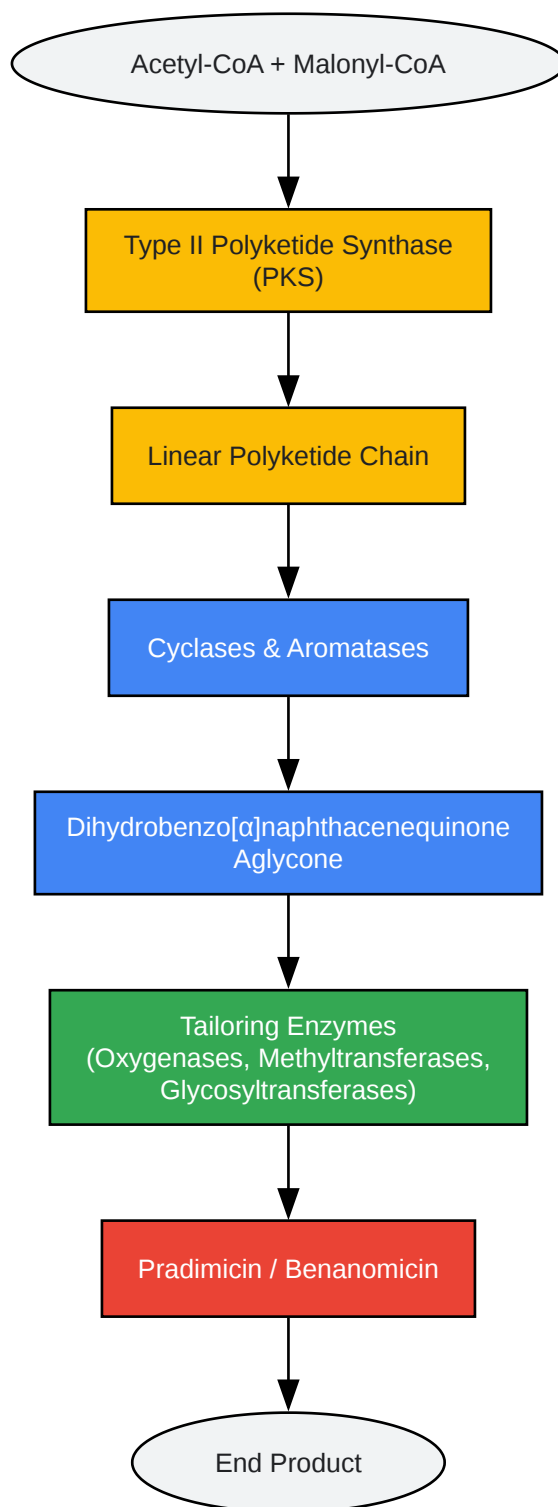 Acetyl-CoA + Malonyl-CoA
Type II Polyketide Synthase
(PKS)
Linear Polyketide Chain
Cyclases & Aromatases
Dihydrobenzo[α]naphthacenequinone
Aglycone
Tailoring Enzymes
(Oxygenases, Methyltransferases,
Glycosyltransferases)
Pradimicin / Benanomicin
End Product